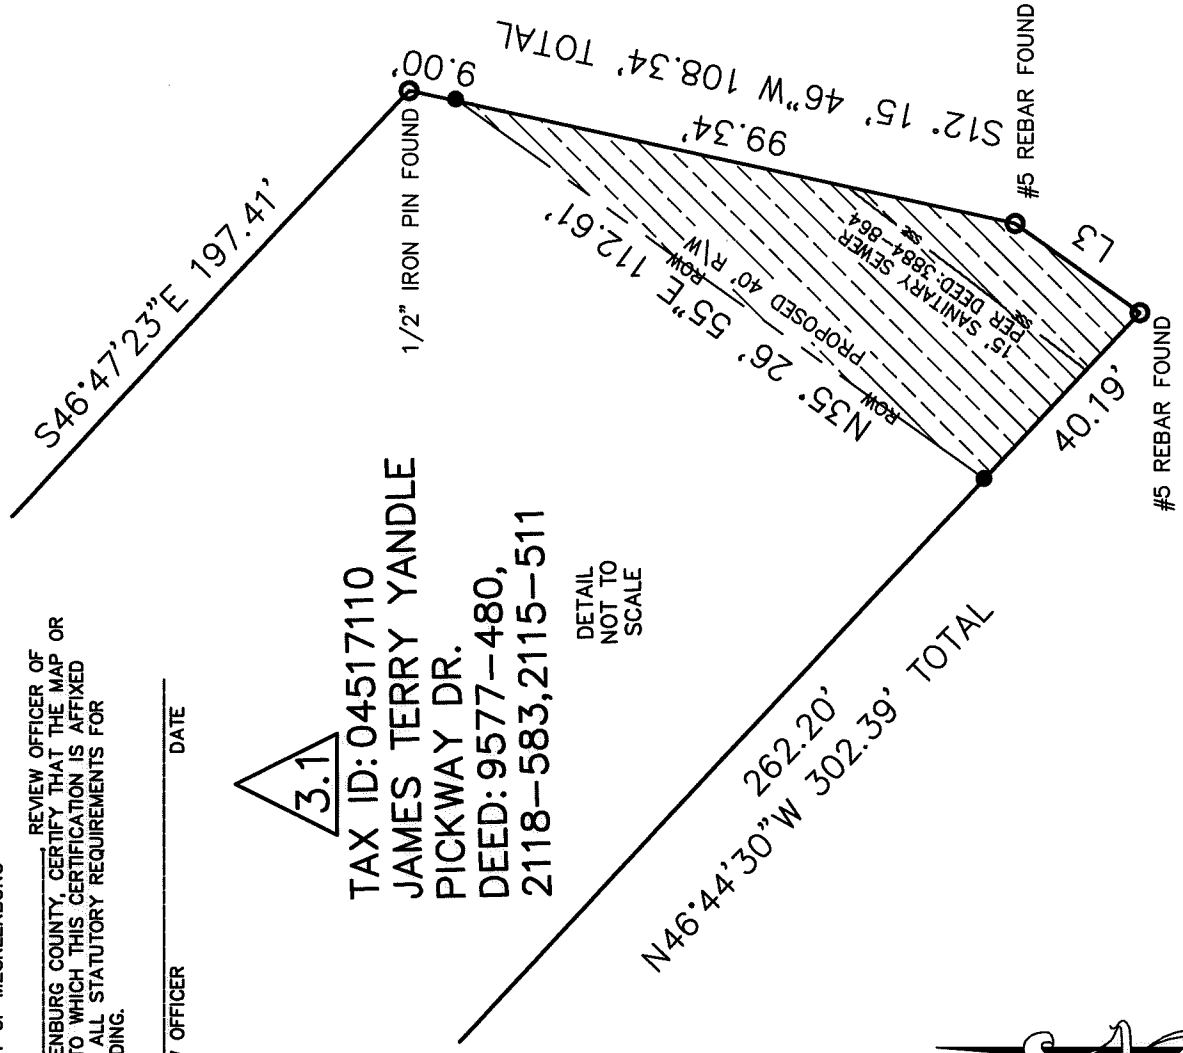 REVIEW OFFICER OF
ENBURG COUNTY, CERTIFY THAT THE MAP OR
TO WHICH THIS CERTIFICATION IS AFFIXED
ALL STATUTORY REQUIREMENTS FOR
DING.
OFFICER DATE
3.1
TAX ID:04517110
JAMES TERRY YANDLE
PICKWAY DR.
DEED:9577-480,
2118-583,2115-511
DETAIL
NOT TO
SCALE
S46°47'23"E 197.41'
1/2" IRON PIN FOUND
9.00'
S12° 15' 46"W 108.34' TOTAL
99.34'
#5 REBAR FOUND
L3
N35° 26' 55"E 112.61'
ROW
ROW
PROPOSED 40' R\W
15'
SANITARY SEWER
PER DEED:3884-864
SSE
SSE
40.19'
#5 REBAR FOUND
262.20'
N46°44'30"W 302.39' TOTAL